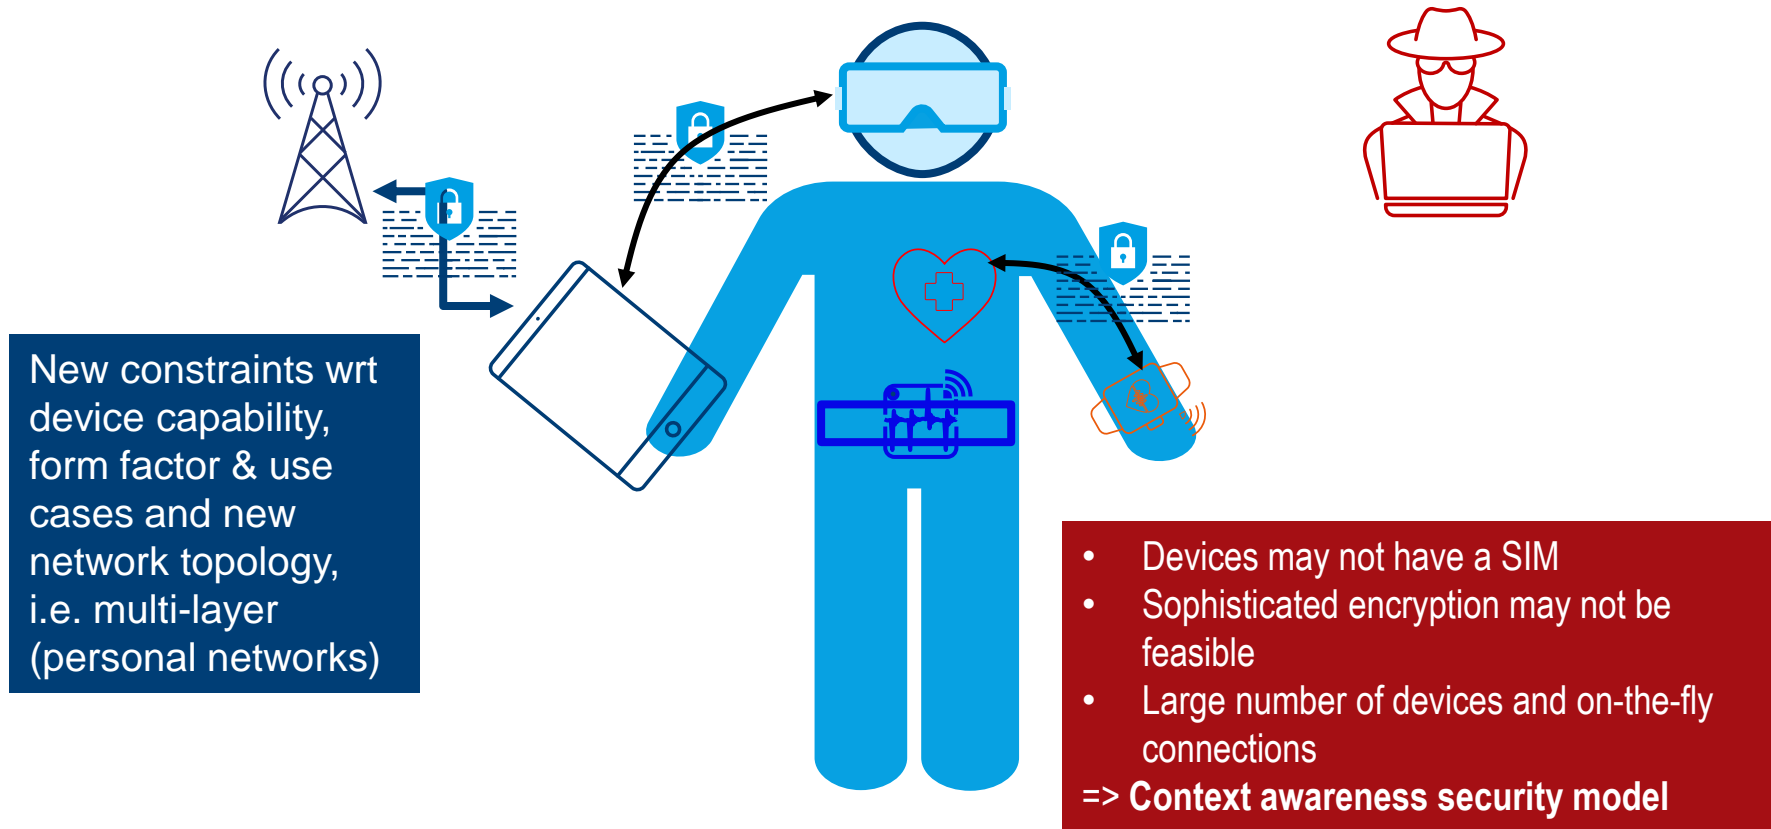 New constraints wrt
device capability,
form factor & use
cases and new
network topology,
i.e. multi-layer
(personal networks)
• Devices may not have a SIM
• Sophisticated encryption may not be
feasible
• Large number of devices and on-the-fly
connections
=> Context awareness security model